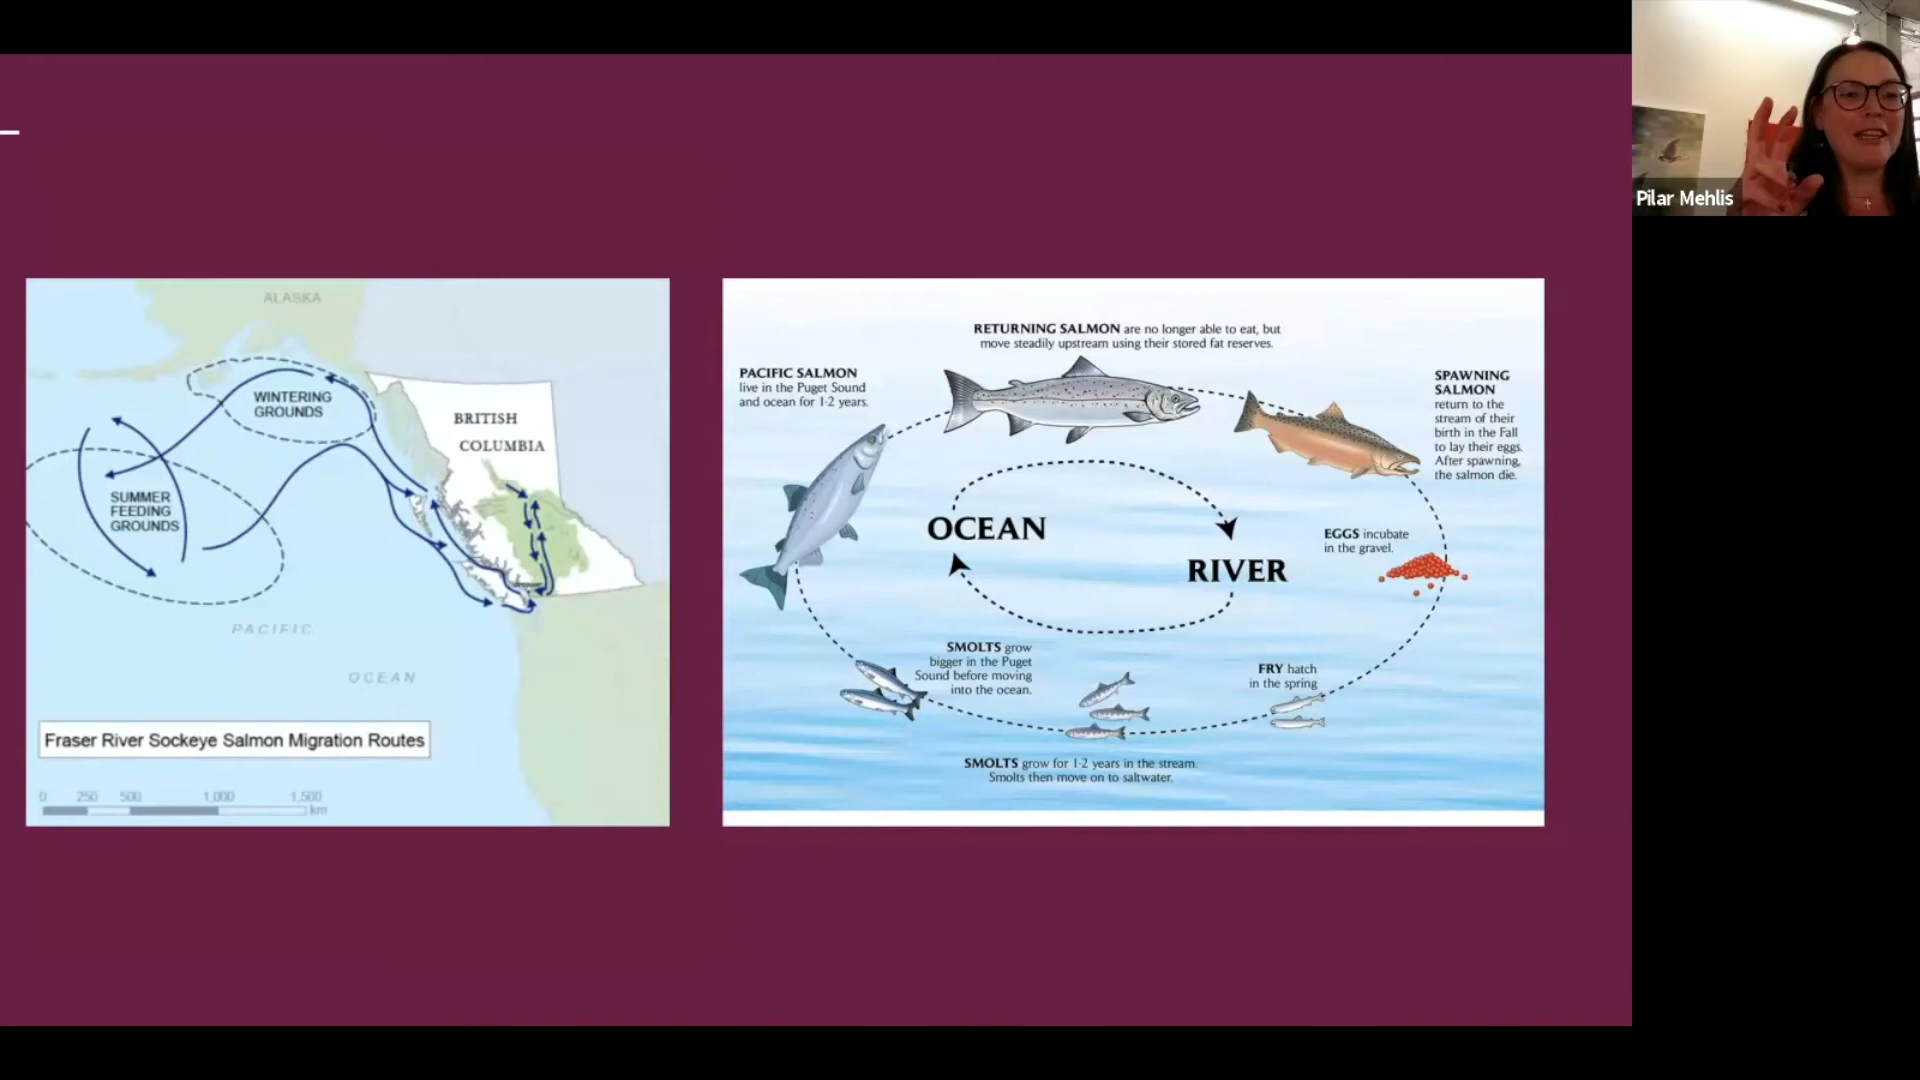 ALASKA
WINTERING
GROUNDS
BRITISH
COLUMBIA
SUMMER
FEEDING
GROUNDS
PACIFIC
OCEAN
Fraser River Sockeye Salmon Migration Routes
0 250 500 1,000 1,500
km
RETURNING SALMON are no longer able to eat, but
move steadily upstream using their stored fat reserves.
PACIFIC SALMON
live in the Puget Sound
and ocean for 1-2 years.
SPAWNING
SALMON
return to the
stream of their
birth in the Fall
to lay their eggs.
After spawning,
the salmon die.
OCEAN
RIVER
EGGS incubate
in the gravel.
SMOLTS grow
bigger in the Puget
Sound before moving
into the ocean.
FRY hatch
in the spring
SMOLTS grow for 1-2 years in the stream.
Smolts then move on to saltwater.
Pilar Mehlis